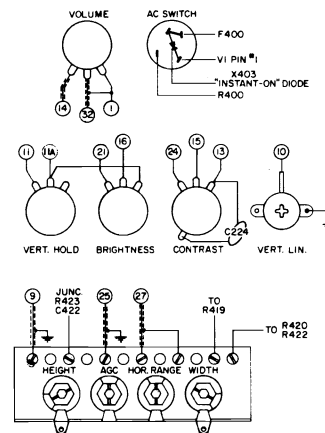 VOLUME
AC SWITCH
F400
V1 PIN #1
X403
"INSTANT-ON" DIODE
R400
14
32
1
11
11A
21
16
24
15
13
10
C224
VERT. HOLD
BRIGHTNESS
CONTRAST
VERT. LIN.
9
JUNC.
R423
C422
25
27
TO
R419
TO R420
R422
HEIGHT
AGC
HOR. RANGE
WIDTH